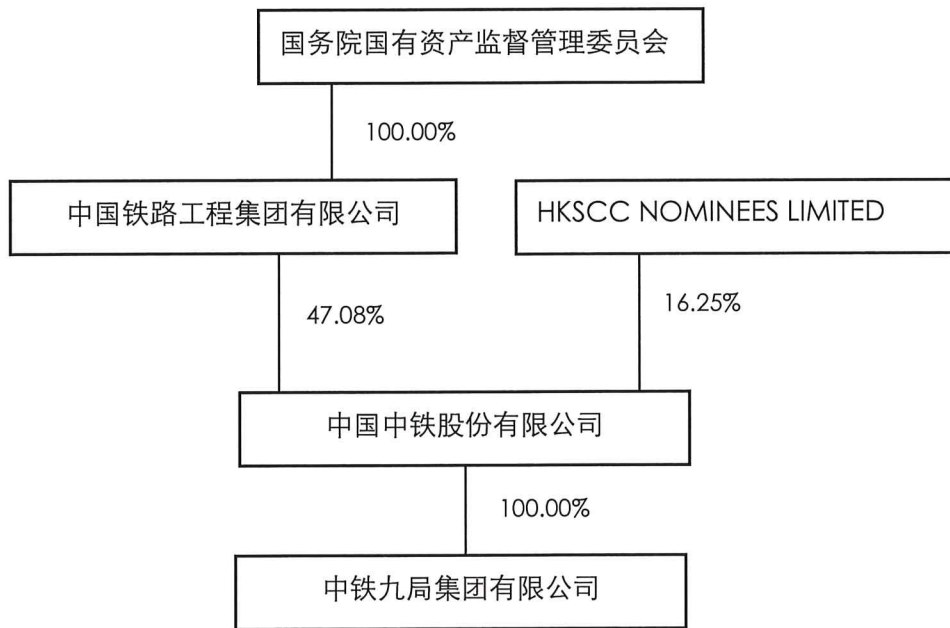 国务院国有资产监督管理委员会
100.00%
中国铁路工程集团有限公司
HKSCC NOMINEES LIMITED
47.08%
16.25%
中国中铁股份有限公司
100.00%
中铁九局集团有限公司